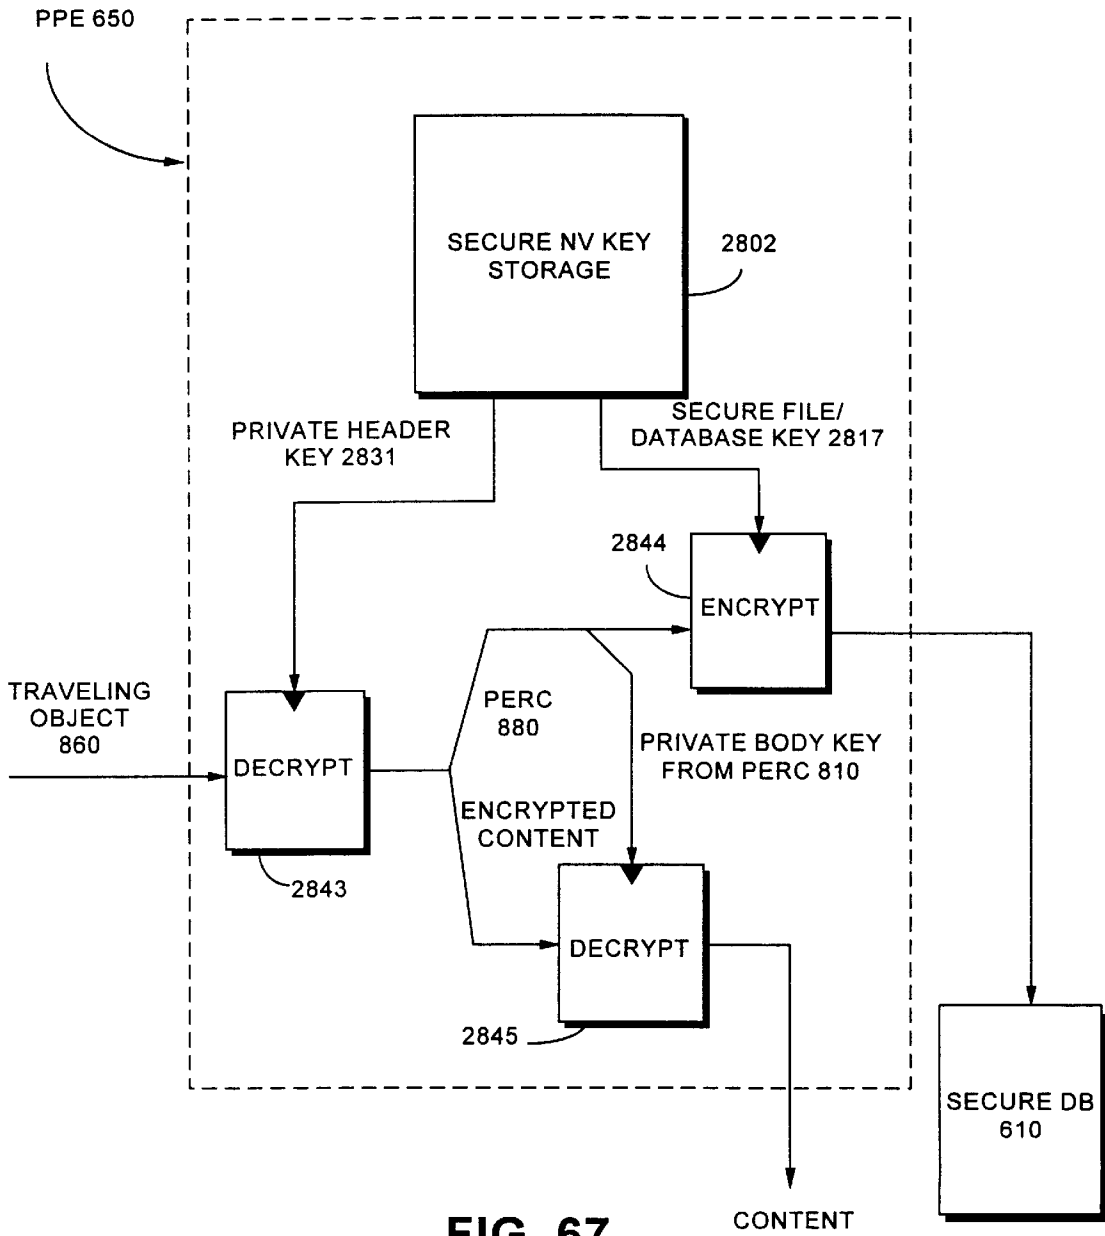 PPE 650
SECURE NV KEY
STORAGE
2802
PRIVATE HEADER
KEY 2831
SECURE FILE/
DATABASE KEY 2817
2844
ENCRYPT
TRAVELING
OBJECT
860
DECRYPT
PERC
880
PRIVATE BODY KEY
FROM PERC 810
ENCRYPTED
CONTENT
2843
DECRYPT
2845
SECURE DB
610
CONTENT
FIG. 67